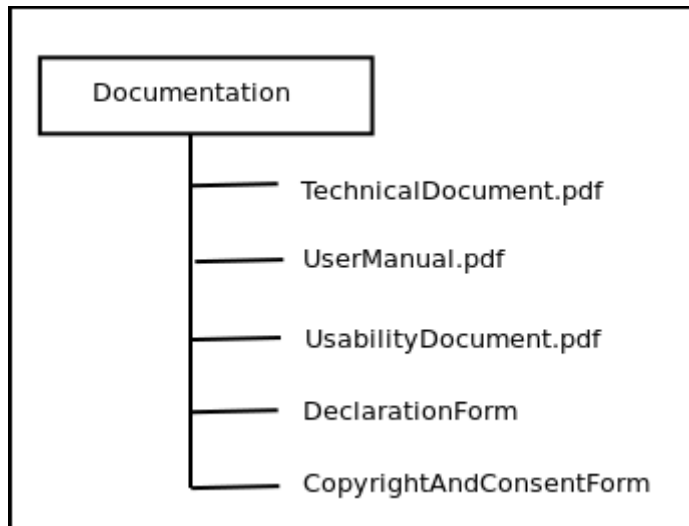 Documentation
TechnicalDocument.pdf
UserManual.pdf
UsabilityDocument.pdf
DeclarationForm
CopyrightAndConsentForm